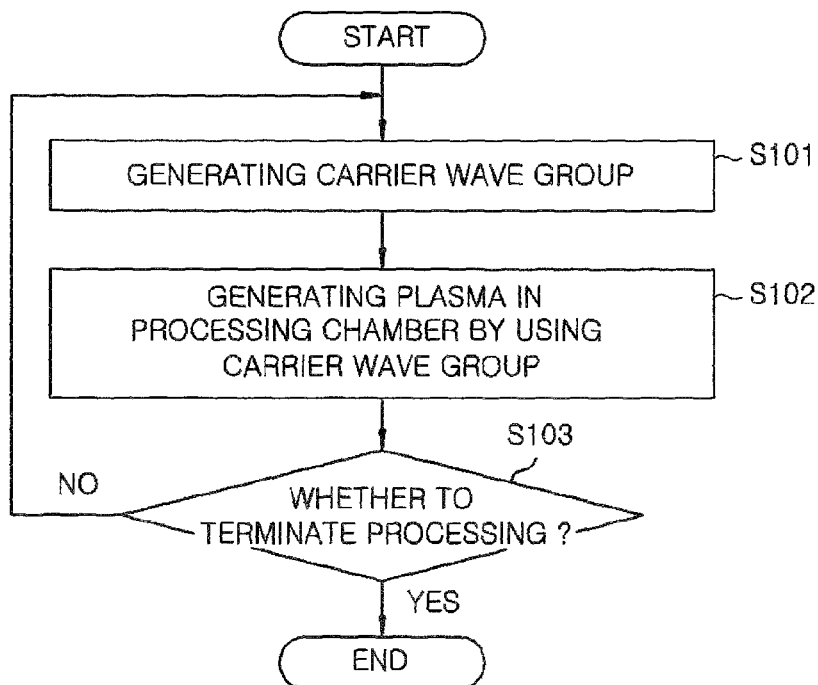 START
GENERATING CARRIER WAVE GROUP
S101
GENERATING PLASMA IN
PROCESSING CHAMBER BY USING
CARRIER WAVE GROUP
S102
S103
NO
WHETHER TO
TERMINATE PROCESSING ?
YES
END